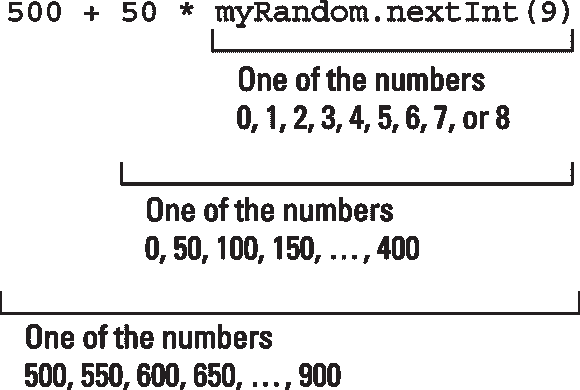 500 + 50 * myRandom.nextInt(9)
One of the numbers
0, 1, 2, 3, 4, 5, 6, 7, or 8
One of the numbers
0, 50, 100, 150, ..., 400
One of the numbers
500, 550, 600, 650, ..., 900